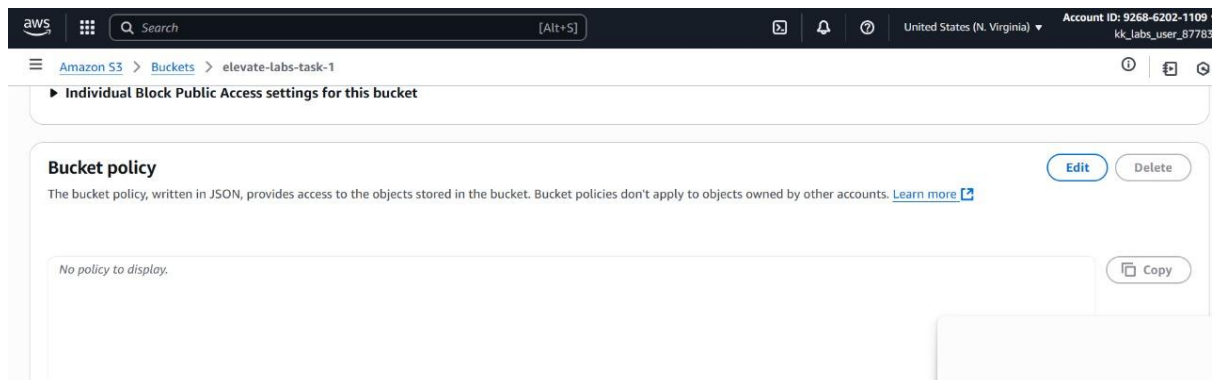 aws Search [Alt+S] United States (N. Virginia) ▼ Account ID: 9268-6202-1109
kk_labs_user_87783
Amazon S3 > Buckets > elevate-labs-task-1
▶ Individual Block Public Access settings for this bucket
Bucket policy Edit Delete
The bucket policy, written in JSON, provides access to the objects stored in the bucket. Bucket policies don't apply to objects owned by other accounts. Learn more
No policy to display. Copy